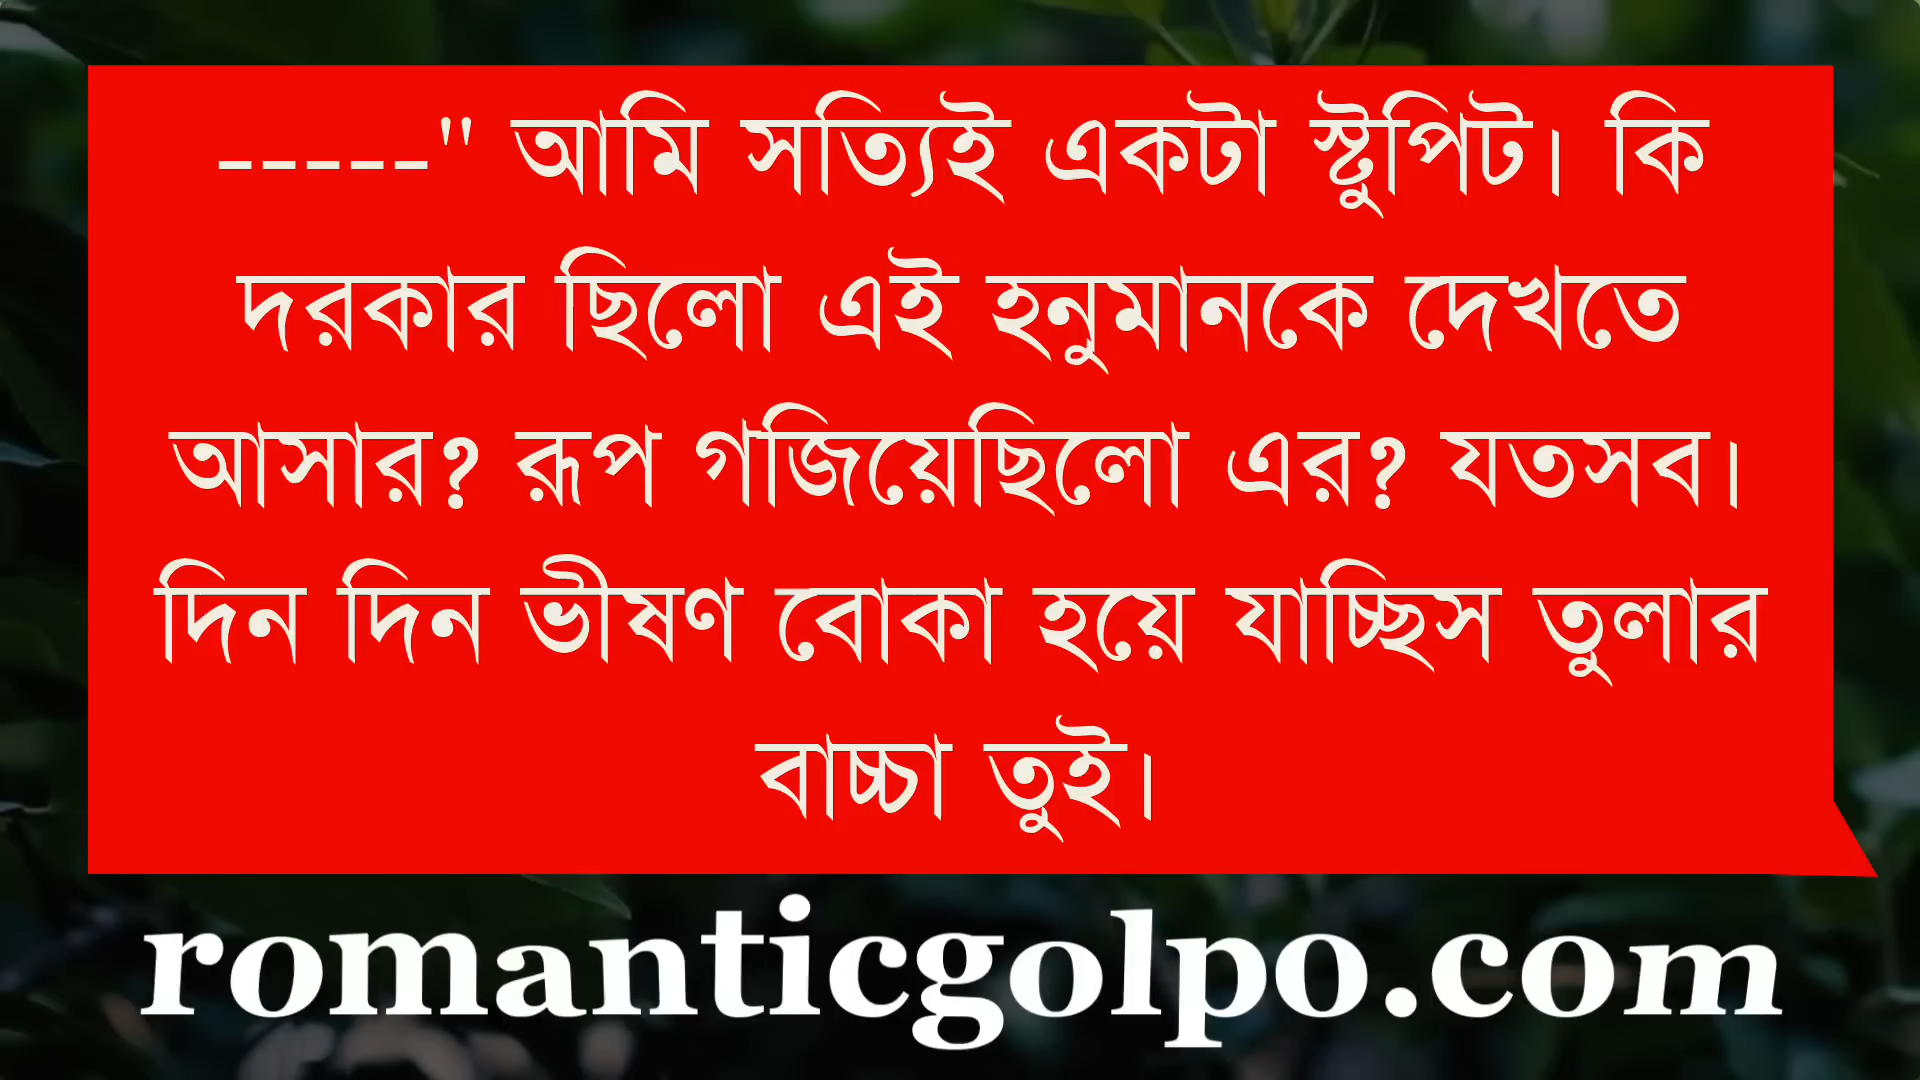 -----" আমি সত্যিই একটা স্টুপিট। কি
দরকার ছিলো এই হনুমানকে দেখতে
আসার? রূপ গজিয়েছিলো এর? যতসব।
দিন দিন ভীষণ বোকা হয়ে যাচ্ছিস তুলার
বাচ্চা তুই।
romanticgolpo.com